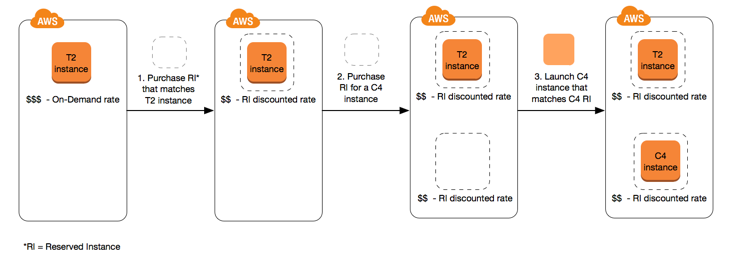 AWS
T2
instance
$$$ - On-Demand rate
1. Purchase RI*
that matches
T2 instance
AWS
T2
instance
$$ - RI discounted rate
2. Purchase
RI for a C4
instance
AWS
T2
instance
$$ - RI discounted rate
$$ - RI discounted rate
3. Launch C4
instance that
matches C4 RI
AWS
T2
instance
$$ - RI discounted rate
C4
instance
$$ - RI discounted rate
*RI = Reserved Instance